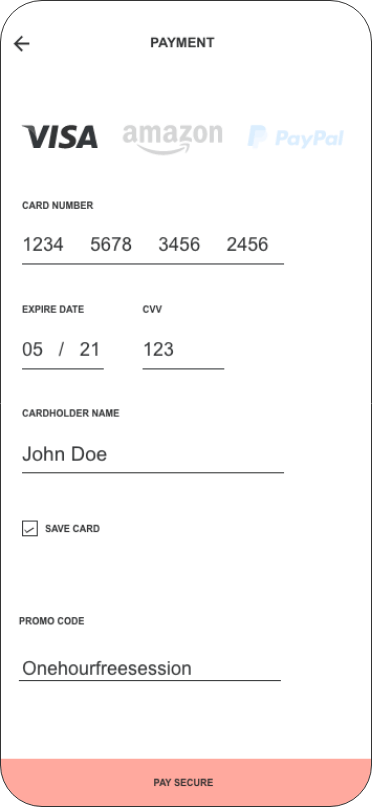 PAYMENT
VISA amazon PayPal
CARD NUMBER
1234 5678 3456 2456
EXPIRE DATE CVV
05 / 21 123
CARDHOLDER NAME
John Doe
SAVE CARD
PROMO CODE
Onehourfreesession
PAY SECURE